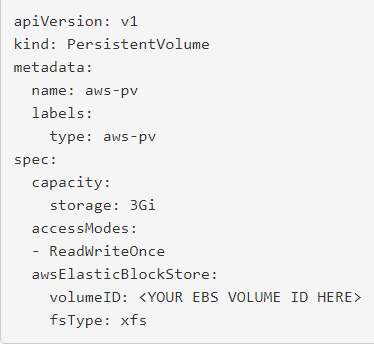 apiVersion: v1
kind: PersistentVolume
metadata:
  name: aws-pv
  labels:
    type: aws-pv
spec:
  capacity:
    storage: 3Gi
  accessModes:
  - ReadWriteOnce
  awsElasticBlockStore:
    volumeID: <YOUR EBS VOLUME ID HERE>
    fsType: xfs